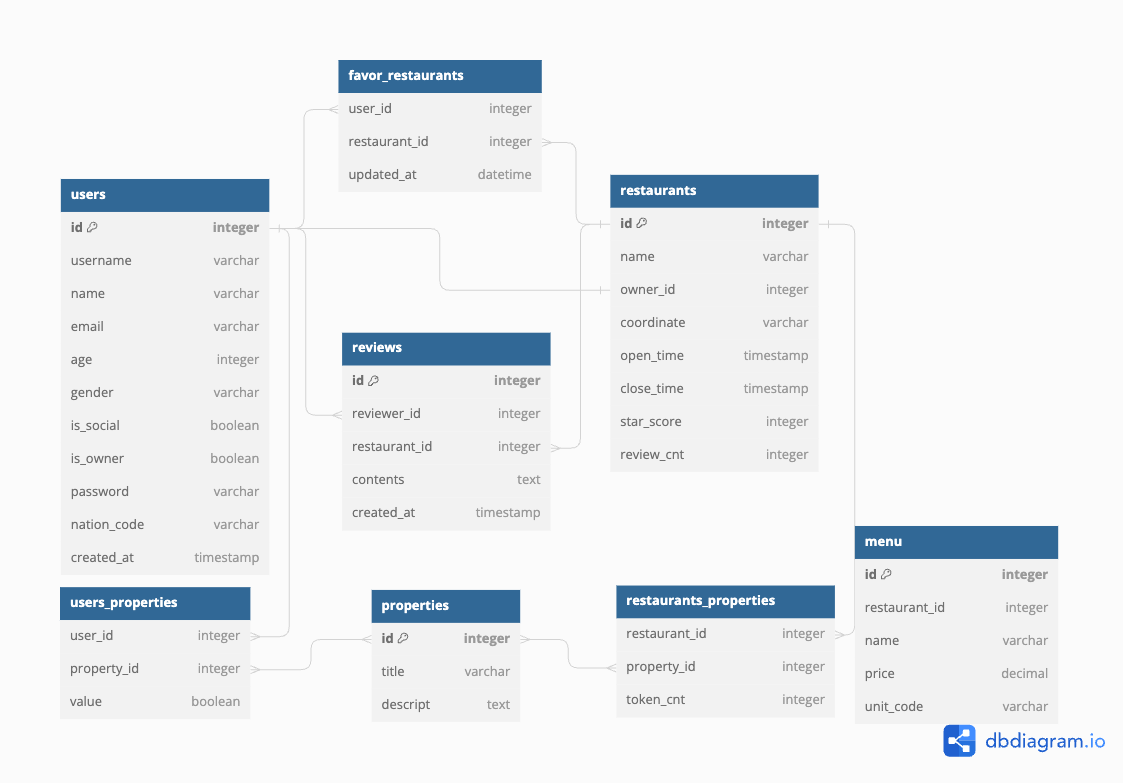 favor_restaurants
user_id integer
restaurant_id integer
updated_at datetime
users
id integer
username varchar
name varchar
email varchar
age integer
gender varchar
is_social boolean
is_owner boolean
password varchar
nation_code varchar
created_at timestamp
restaurants
id integer
name varchar
owner_id integer
coordinate varchar
open_time timestamp
close_time timestamp
star_score integer
review_cnt integer
reviews
id integer
reviewer_id integer
restaurant_id integer
contents text
created_at timestamp
menu
id integer
restaurant_id integer
name varchar
price decimal
unit_code varchar
users_properties
user_id integer
property_id integer
value boolean
properties
id integer
title varchar
descript text
restaurants_properties
restaurant_id integer
property_id integer
token_cnt integer
dbdiagram.io